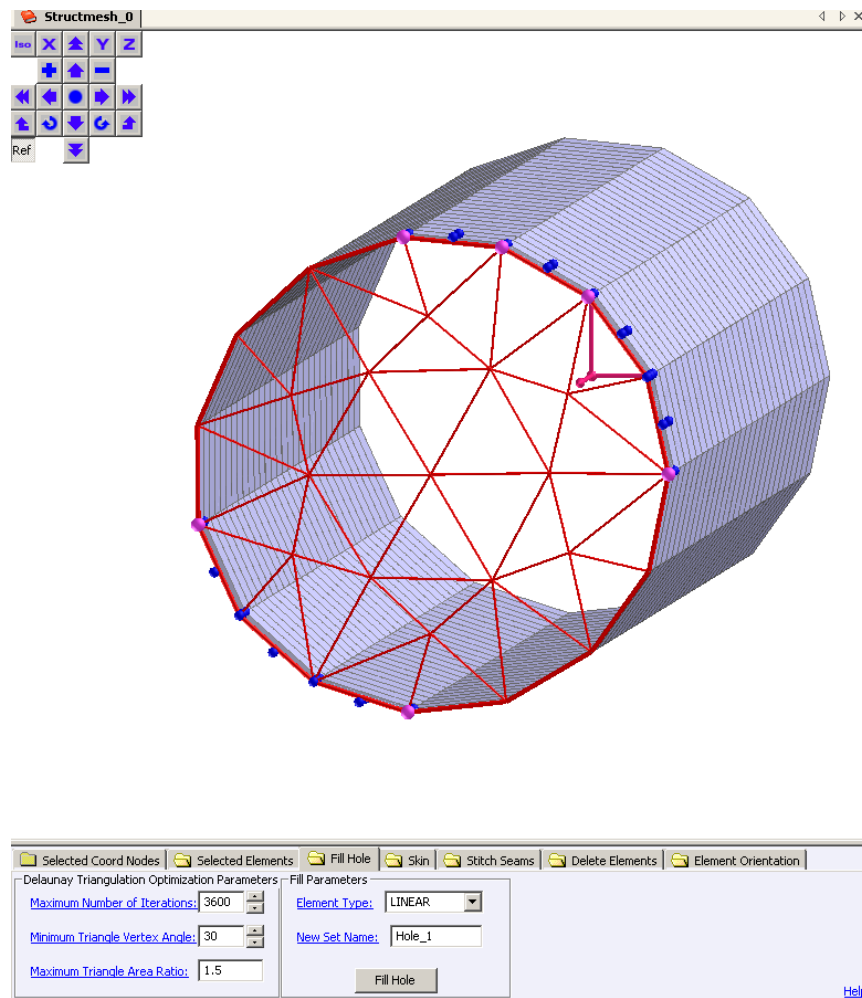 Structmesh_0
Iso X Y Z
Ref
Selected Coord Nodes Selected Elements Fill Hole Skin Stitch Seams Delete Elements Element Orientation
Delaunay Triangulation Optimization Parameters Fill Parameters
Maximum Number of Iterations: 3600 Element Type: LINEAR
Minimum Triangle Vertex Angle: 30 New Set Name: Hole_1
Maximum Triangle Area Ratio: 1.5
Fill Hole
Help